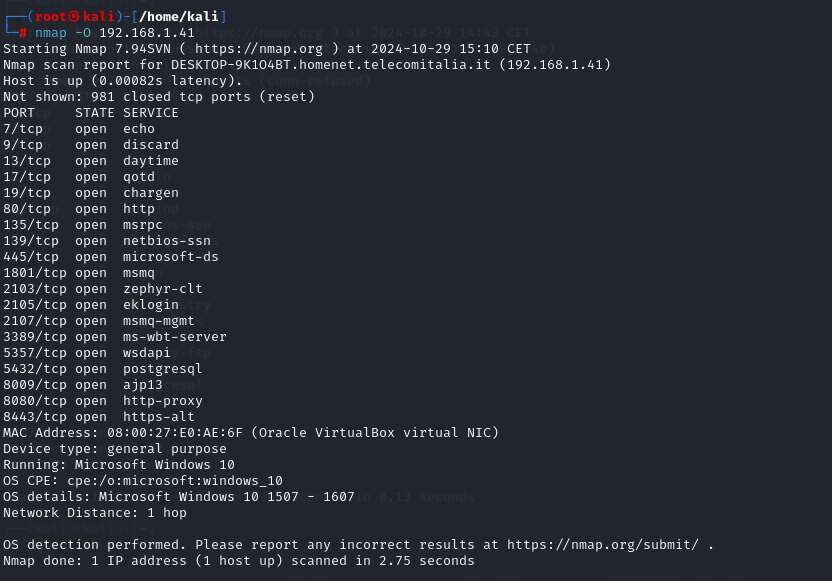 ┌──(root㉿kali)-[/home/kali]
└─# nmap -O 192.168.1.41
Starting Nmap 7.94SVN ( https://nmap.org ) at 2024-10-29 15:10 CET
Nmap scan report for DESKTOP-9K1O4BT.homenet.telecomitalia.it (192.168.1.41)
Host is up (0.00082s latency).
Not shown: 981 closed tcp ports (reset)
PORT     STATE SERVICE
7/tcp    open  echo
9/tcp    open  discard
13/tcp   open  daytime
17/tcp   open  qotd
19/tcp   open  chargen
80/tcp   open  http
135/tcp  open  msrpc
139/tcp  open  netbios-ssn
445/tcp  open  microsoft-ds
1801/tcp open  msmq
2103/tcp open  zephyr-clt
2105/tcp open  eklogin
2107/tcp open  msmq-mgmt
3389/tcp open  ms-wbt-server
5357/tcp open  wsdapi
5432/tcp open  postgresql
8009/tcp open  ajp13
8080/tcp open  http-proxy
8443/tcp open  https-alt
MAC Address: 08:00:27:E0:AE:6F (Oracle VirtualBox virtual NIC)
Device type: general purpose
Running: Microsoft Windows 10
OS CPE: cpe:/o:microsoft:windows_10
OS details: Microsoft Windows 10 1507 - 1607
Network Distance: 1 hop

OS detection performed. Please report any incorrect results at https://nmap.org/submit/ .
Nmap done: 1 IP address (1 host up) scanned in 2.75 seconds